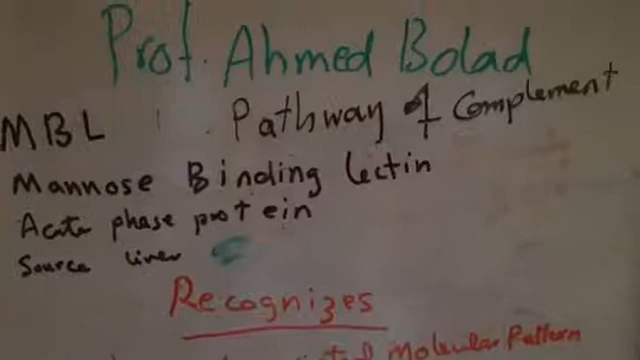 Prof. Ahmed Bolad
MBL Pathway of Complement
Mannose Binding lectin
Acute phase protein
Source liver
Recognizes
Molecular Pattern